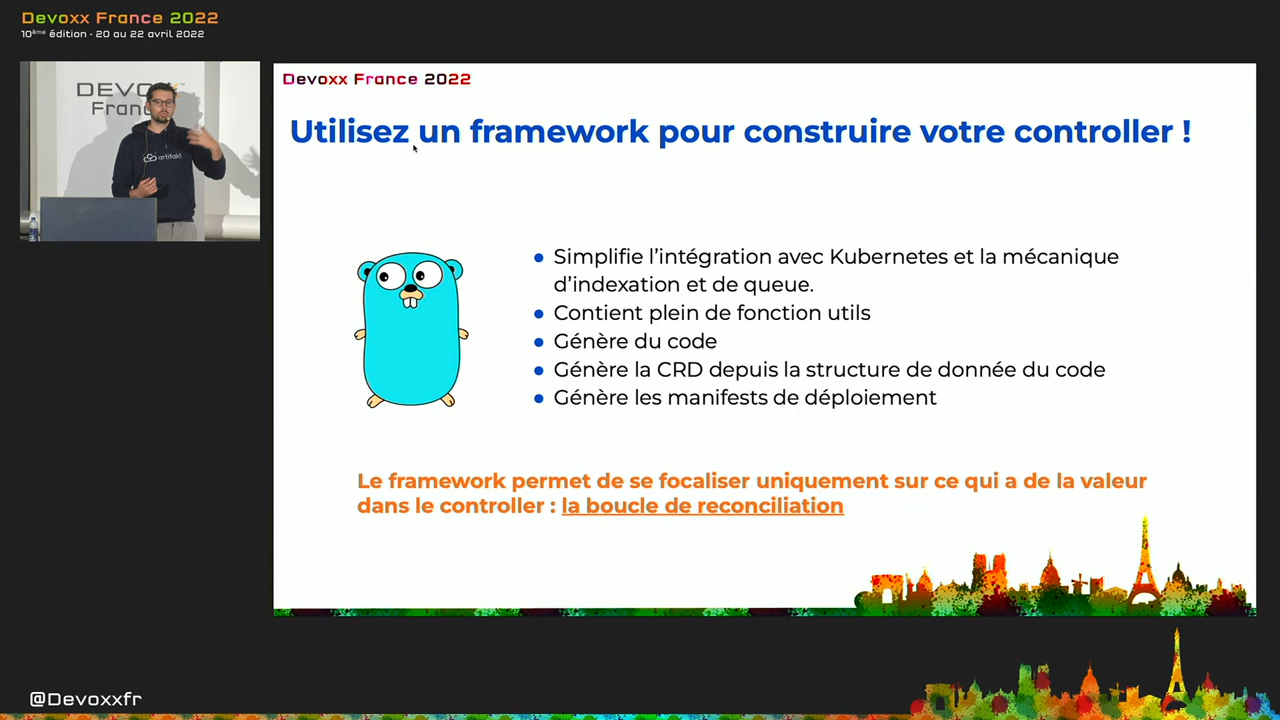 Devoxx France 2022
10ème édition - 20 au 22 avril 2022
DEVOXX
Franc
artifakt
Devoxx France 2022
Utilisez un framework pour construire votre controller !
● Simplifie l’intégration avec Kubernetes et la mécanique
d’indexation et de queue.
● Contient plein de fonction utils
● Génère du code
● Génère la CRD depuis la structure de donnée du code
● Génère les manifests de déploiement
Le framework permet de se focaliser uniquement sur ce qui a de la valeur
dans le controller : la boucle de reconciliation
@Devoxxfr